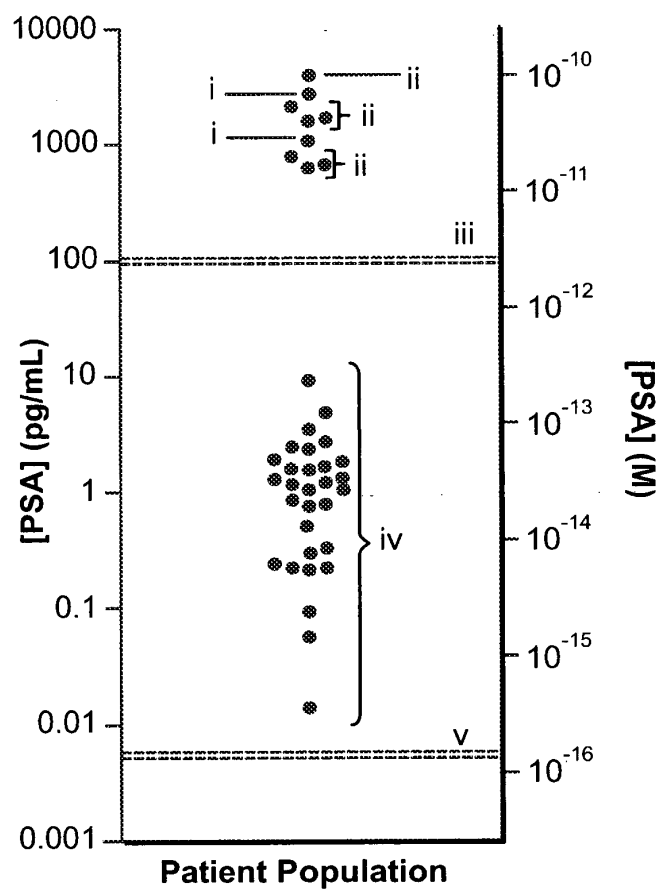 10000
10⁻¹⁰
ii
i
ii
1000
i
ii
10⁻¹¹
iii
100
10⁻¹²
10
[PSA] (pg/mL)
[PSA] (M)
10⁻¹³
1
iv
10⁻¹⁴
0.1
10⁻¹⁵
0.01
v
10⁻¹⁶
0.001
Patient Population